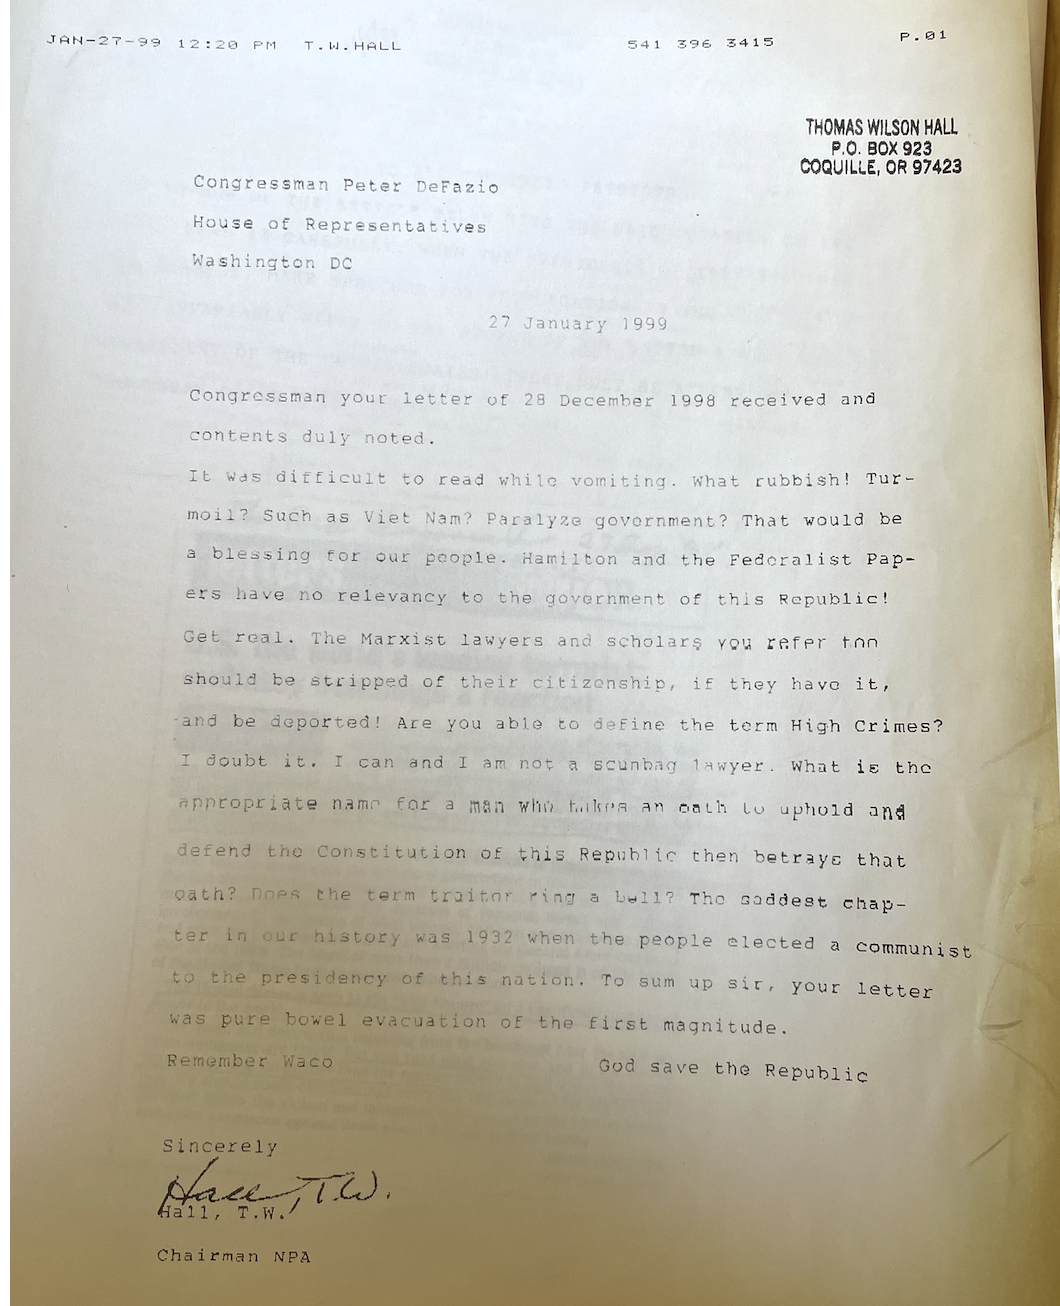 JAN-27-99 12:20 PM T.W.HALL 541 396 3415 P.01
THOMAS WILSON HALL
P.O. BOX 923
COQUILLE, OR 97423
Congressman Peter DeFazio
House of Representatives
Washington DC
27 January 1999
Congressman your letter of 28 December 1998 received and
contents duly noted.
It was difficult to read while vomiting. What rubbish! Tur-
moil? Such as Viet Nam? Paralyze government? That would be
a blessing for our people. Hamilton and the Federalist Pap-
ers have no relevancy to the government of this Republic!
Get real. The Marxist lawyers and scholars you refer too
should be stripped of their citizenship, if they have it,
and be deported! Are you able to define the term High Crimes?
I doubt it. I can and I am not a scunbag lawyer. What is the
appropriate name for a man who takes an oath to uphold and
defend the Constitution of this Republic then betrays that
oath? Does the term traitor ring a bell? The saddest chap-
ter in our history was 1932 when the people elected a communist
to the presidency of this nation. To sum up sir, your letter
was pure bowel evacuation of the first magnitude.
Remember Waco God save the Republic
Sincerely
Hall, T.W.
Hall, T.W.
Chairman NPA